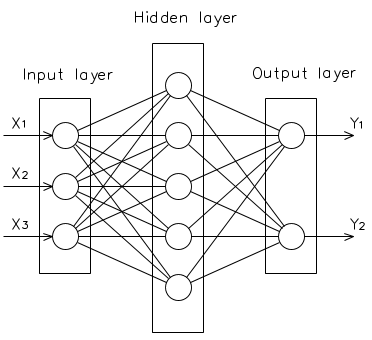 Hidden layer
Input layer
Output layer
X1
Y1
X2
X3
Y2